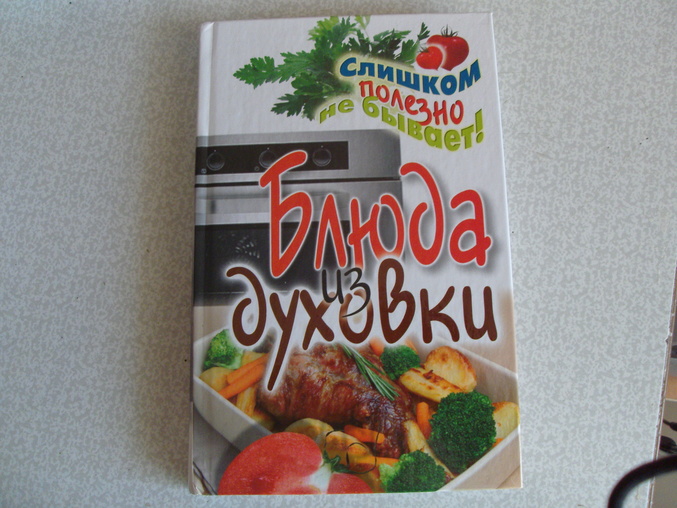 Слишком
полезно
не бывает!
Блюда
из
духовки